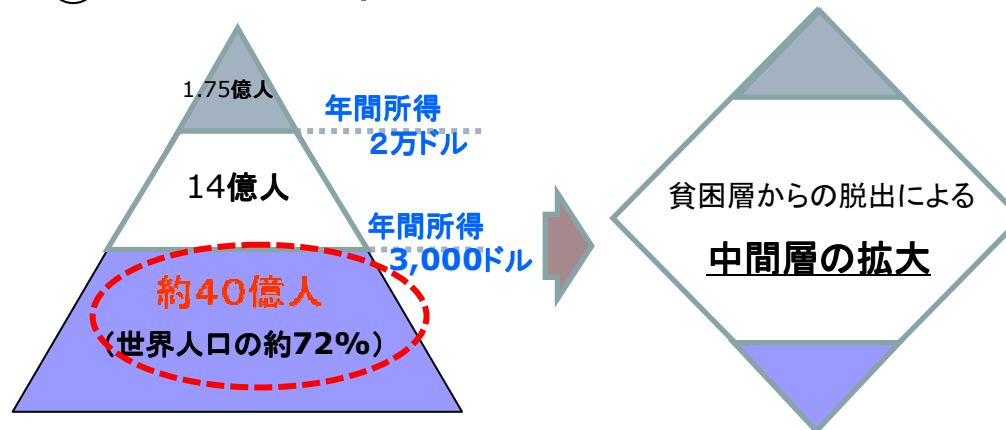 1.75億人
年間所得
2万ドル
14億人
年間所得
3,000ドル
約40億人
(世界人口の約72%)
貧困層からの脱出による
中間層の拡大